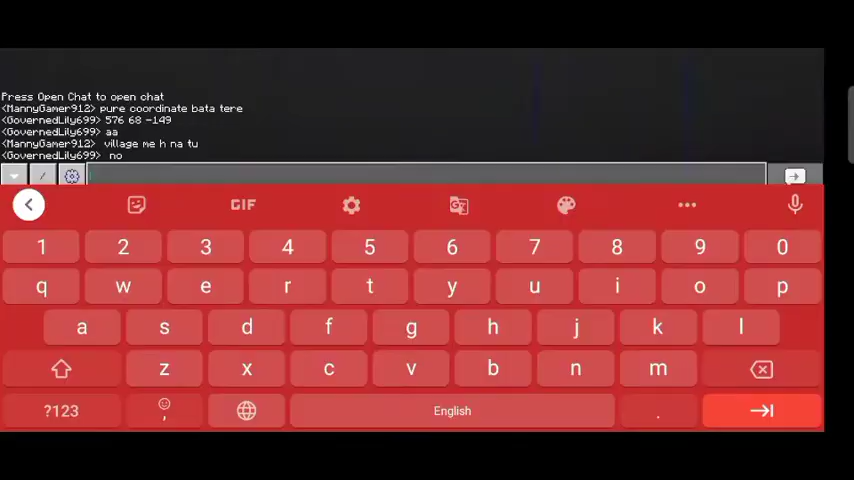 Press Open Chat to open chat
<MannyGamer912> pure coordinate bata tere
<GovernedLily699> 576 68 -149
<GovernedLily699> aa
<MannyGamer912> village me h na tu
<GovernedLily699> no
/
GIF
1 2 3 4 5 6 7 8 9 0
q w e r t y u i o p
a s d f g h j k l
z x c v b n m
?123 , English .